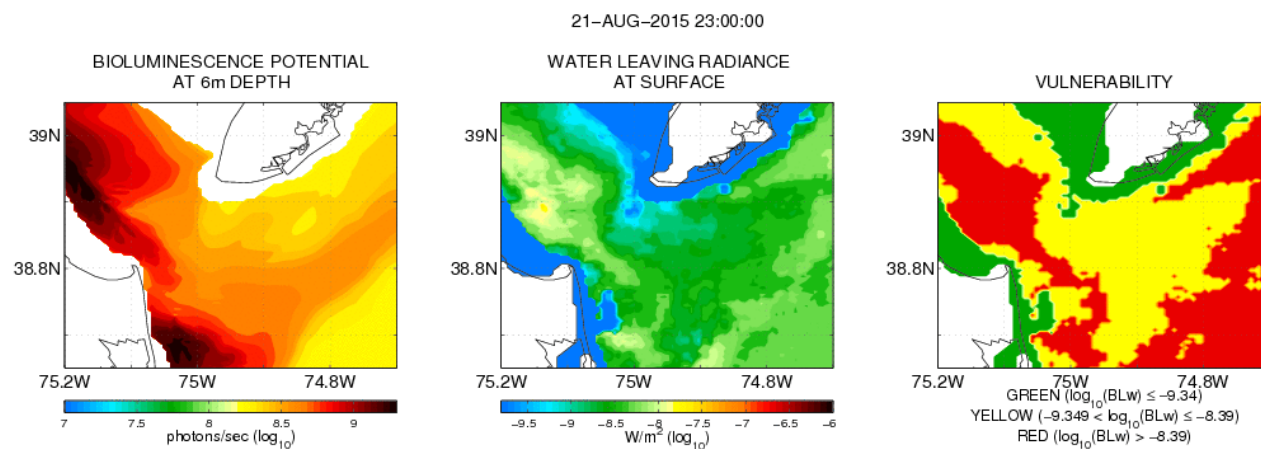 21-AUG-2015 23:00:00
BIOLUMINESCENCE POTENTIAL
AT 6m DEPTH
39N
38.8N
75.2W 75W 74.8W
7 7.5 8 8.5 9
photons/sec (log10)
WATER LEAVING RADIANCE
AT SURFACE
75.2W 75W 74.8W
-9.5 -9 -8.5 -8 -7.5 -7 -6.5 -6
W/m² (log10)
VULNERABILITY
39N
38.8N
75.2W 75W 74.8W
GREEN (log10(BLw) ≤ -9.34)
YELLOW (-9.349 < log10(BLw) ≤ -8.39)
RED (log10(BLw) > -8.39)